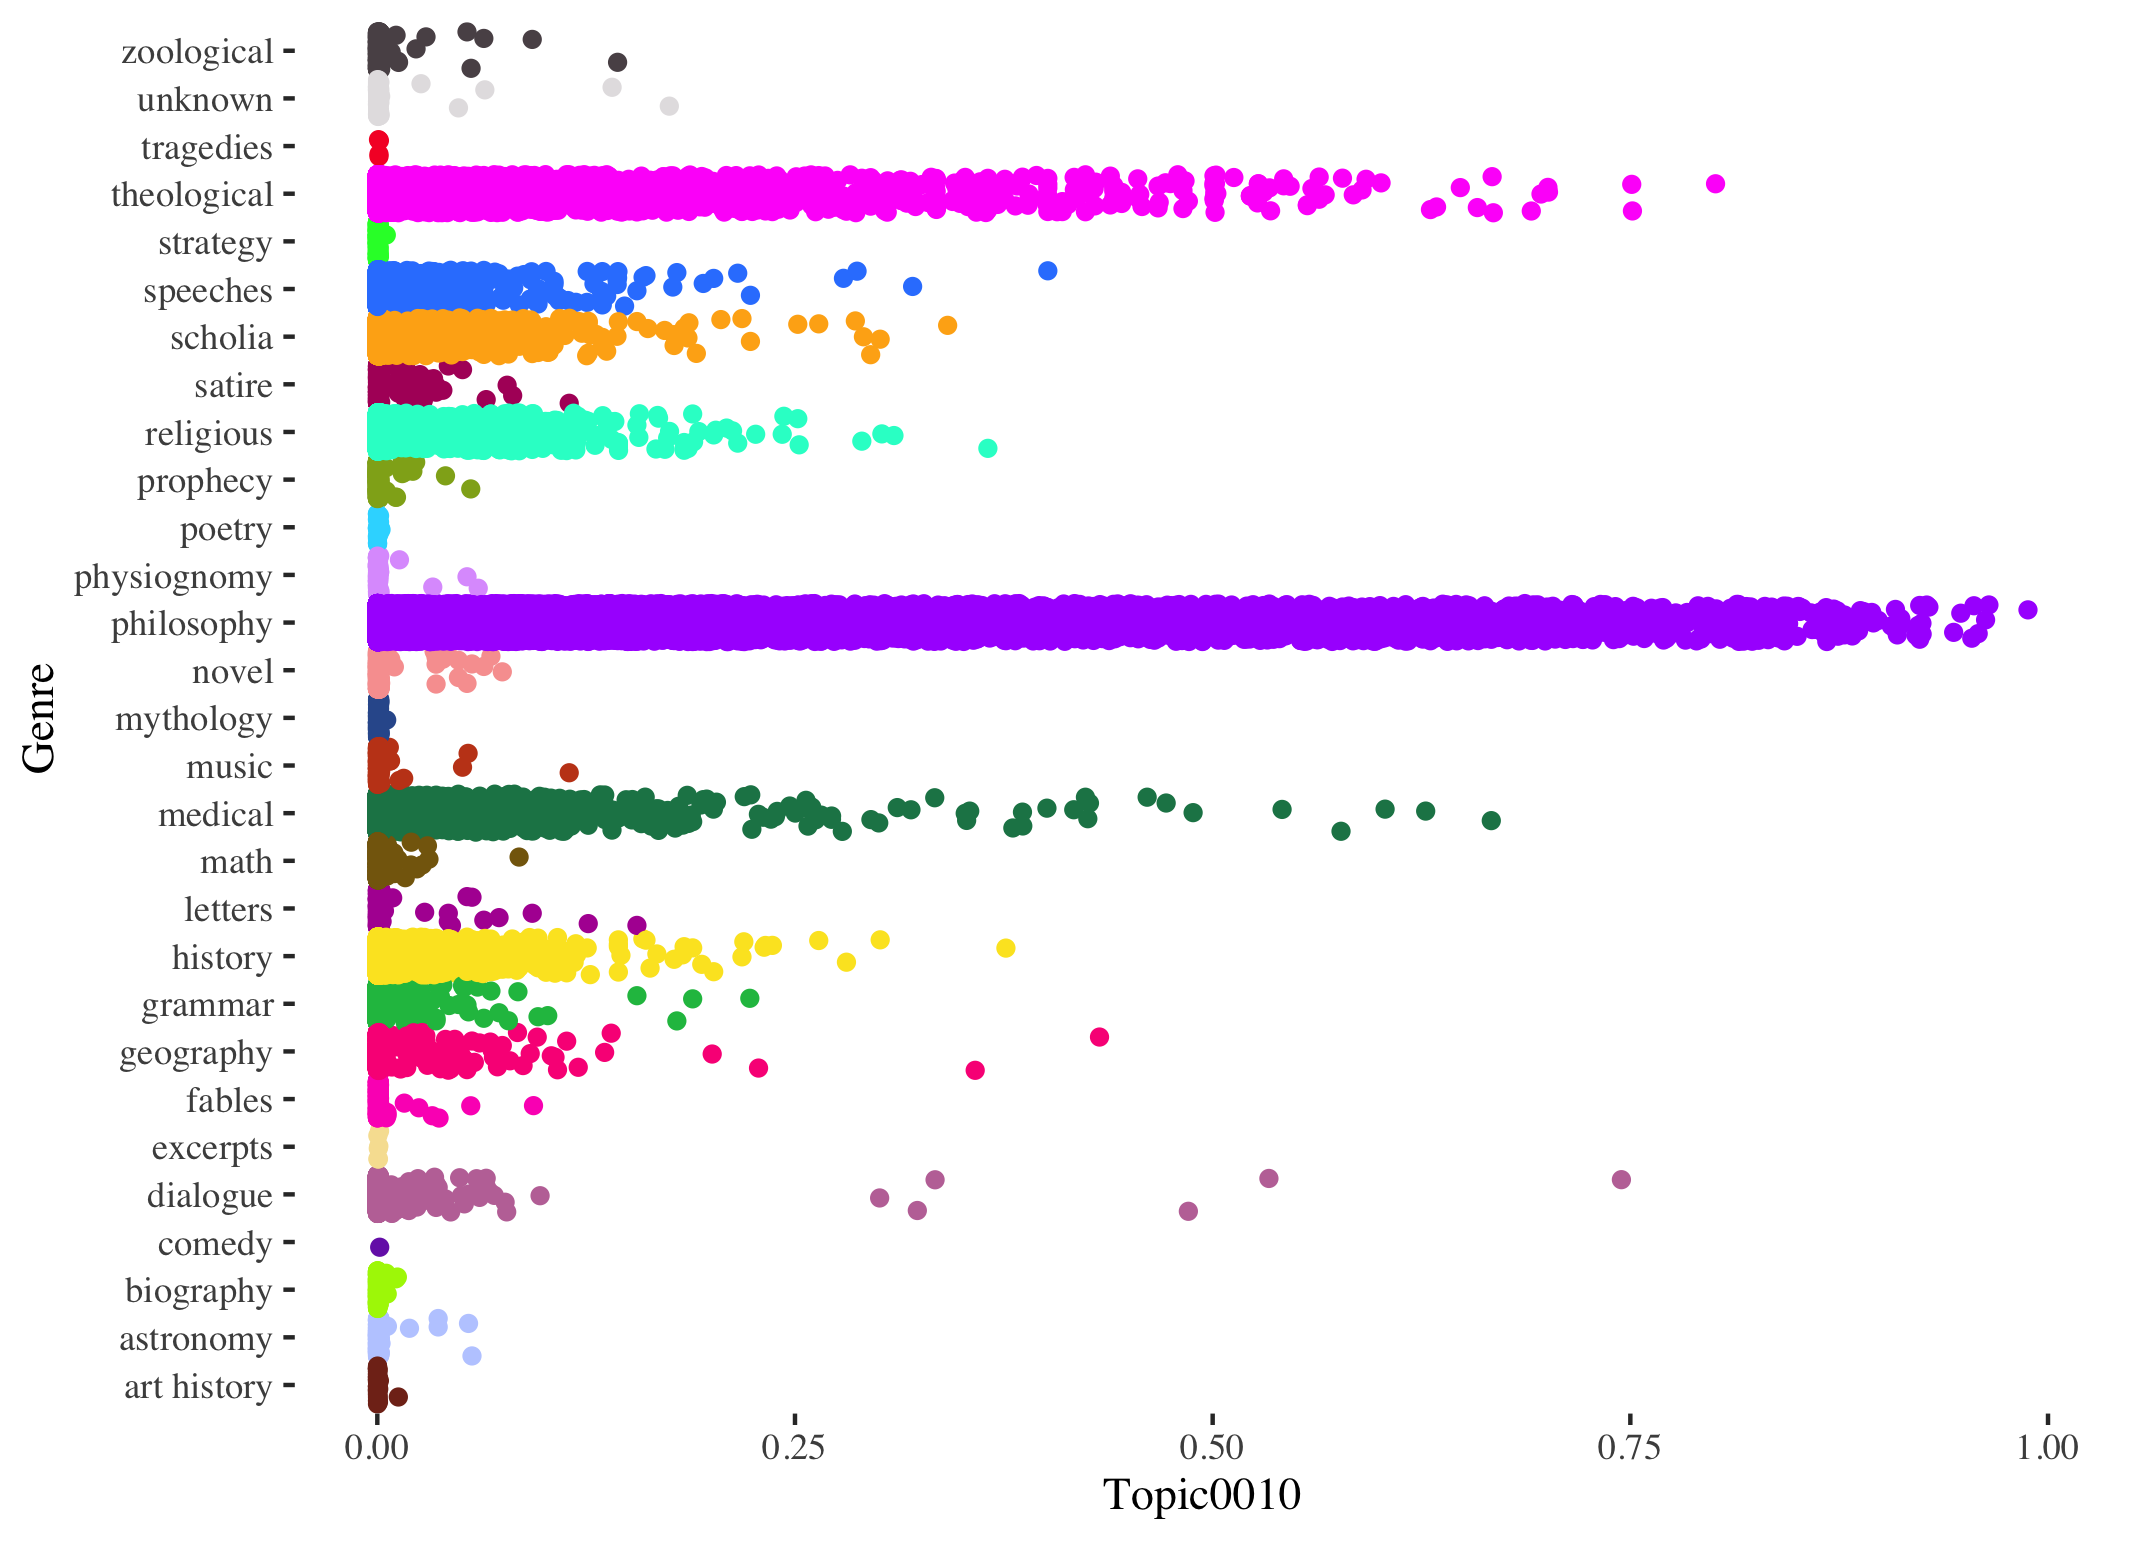 zoological
unknown
tragedies
theological
strategy
speeches
scholia
satire
religious
prophecy
poetry
physiognomy
philosophy
novel
mythology
music
medical
math
letters
history
grammar
geography
fables
excerpts
dialogue
comedy
biography
astronomy
art history
Genre
0.00 0.25 0.50 0.75 1.00
Topic0010